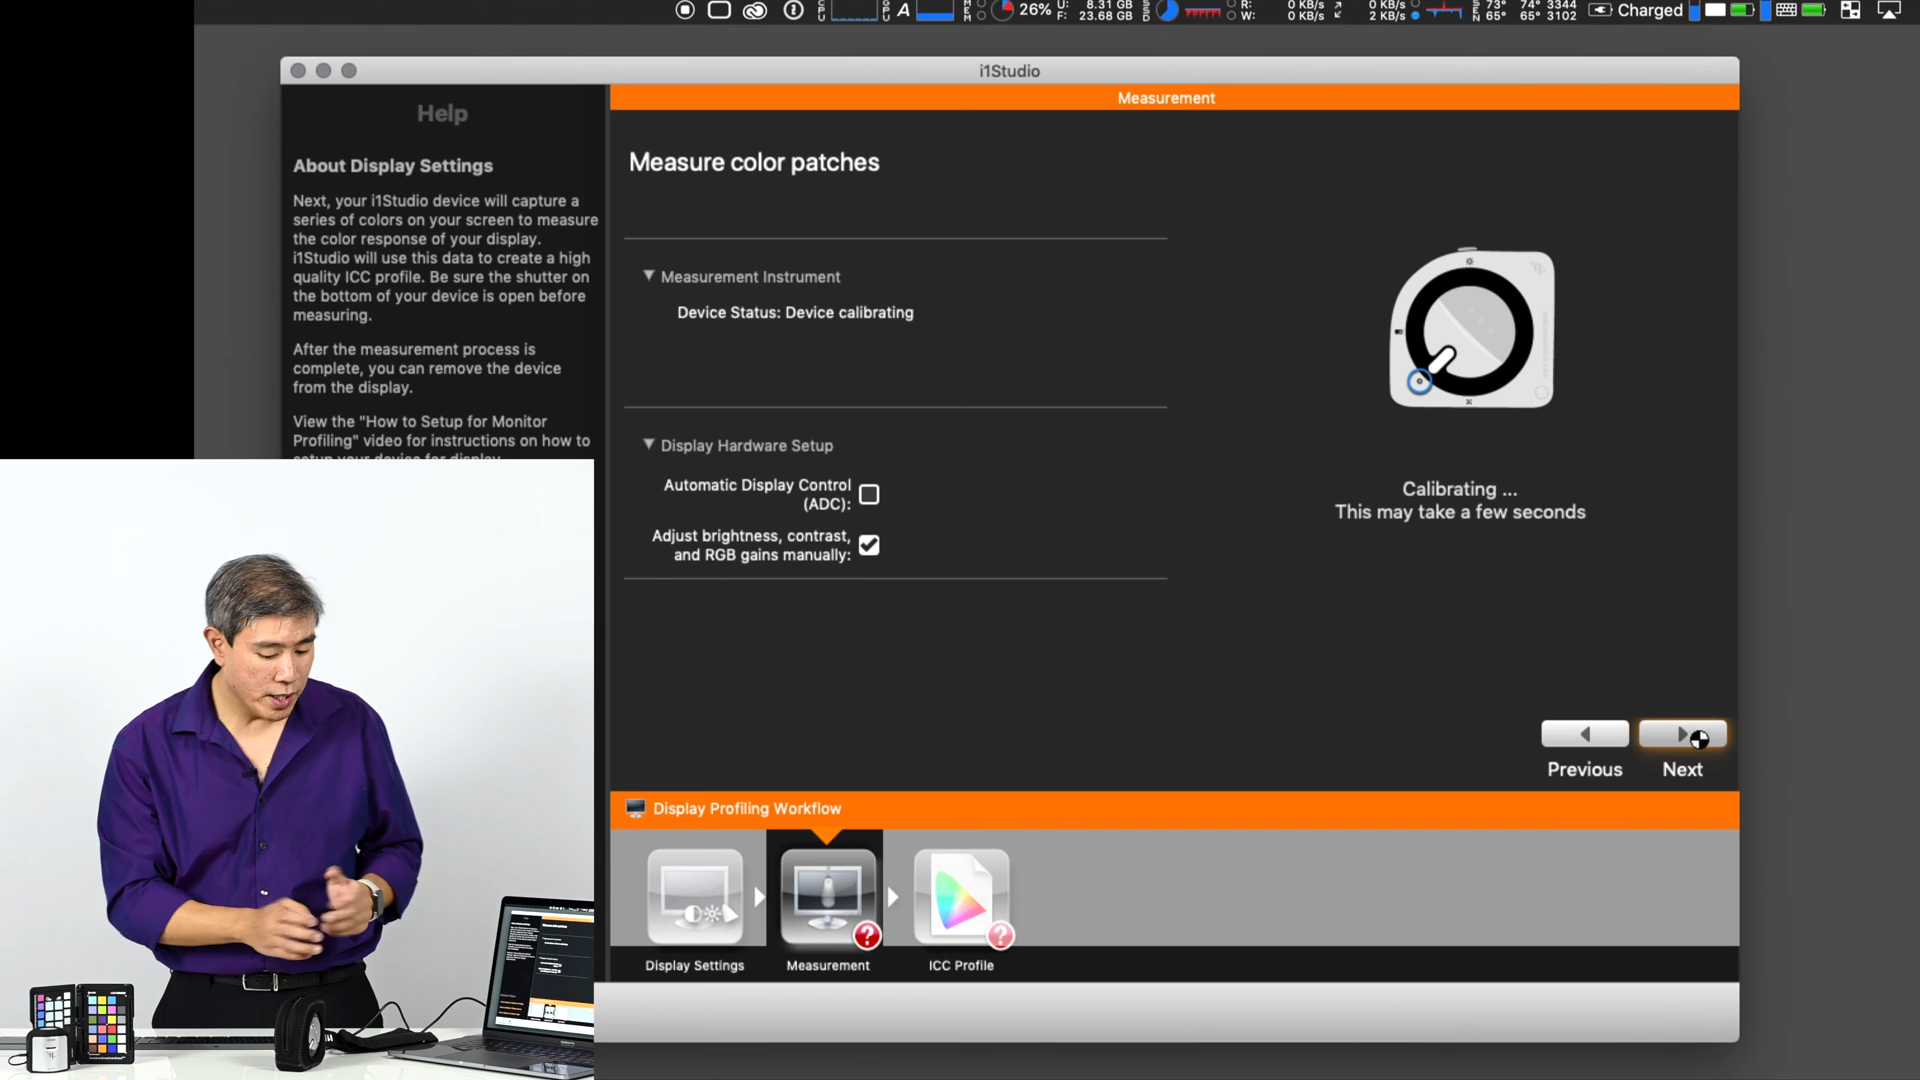 26%
U: 8.31 GB
F: 23.68 GB
R: 0 KB/s
W: 0 KB/s
0 KB/s
2 KB/s
73° 74° 3344
65° 65° 3102
Charged
i1Studio
Help
Measurement
About Display Settings
Next, your i1Studio device will capture a
series of colors on your screen to measure
the color response of your display.
i1Studio will use this data to create a high
quality ICC profile. Be sure the shutter on
the bottom of your device is open before
measuring.
After the measurement process is
complete, you can remove the device
from the display.
View the "How to Setup for Monitor
Profiling" video for instructions on how to
setup your device for display
Measure color patches
Measurement Instrument
Device Status: Device calibrating
Display Hardware Setup
Automatic Display Control
(ADC):
Adjust brightness, contrast,
and RGB gains manually:
Calibrating ...
This may take a few seconds
Previous
Next
Display Profiling Workflow
Display Settings
Measurement
ICC Profile